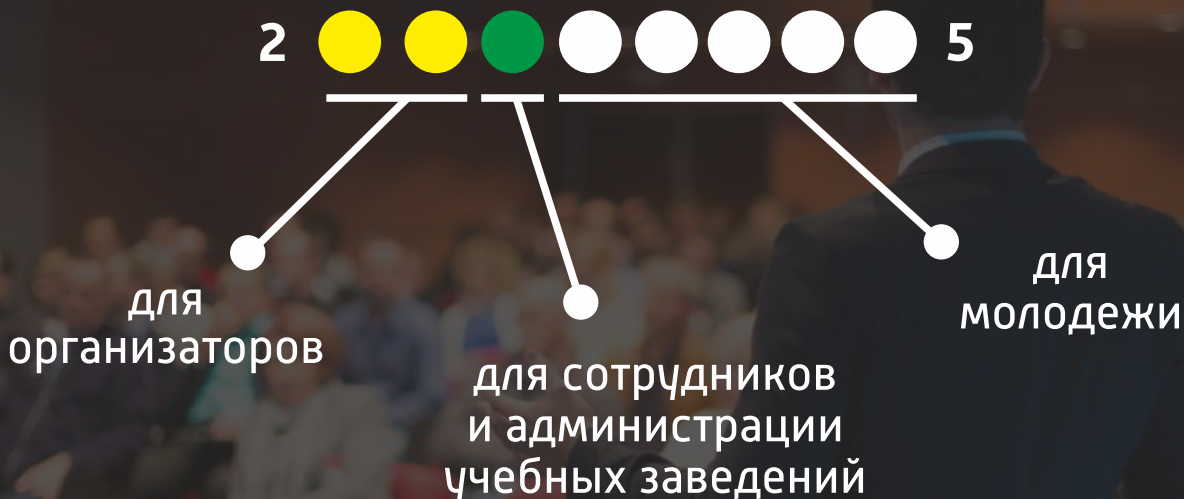 2 5
для
организаторов
для сотрудников
и администрации
учебных заведений
для
молодежи